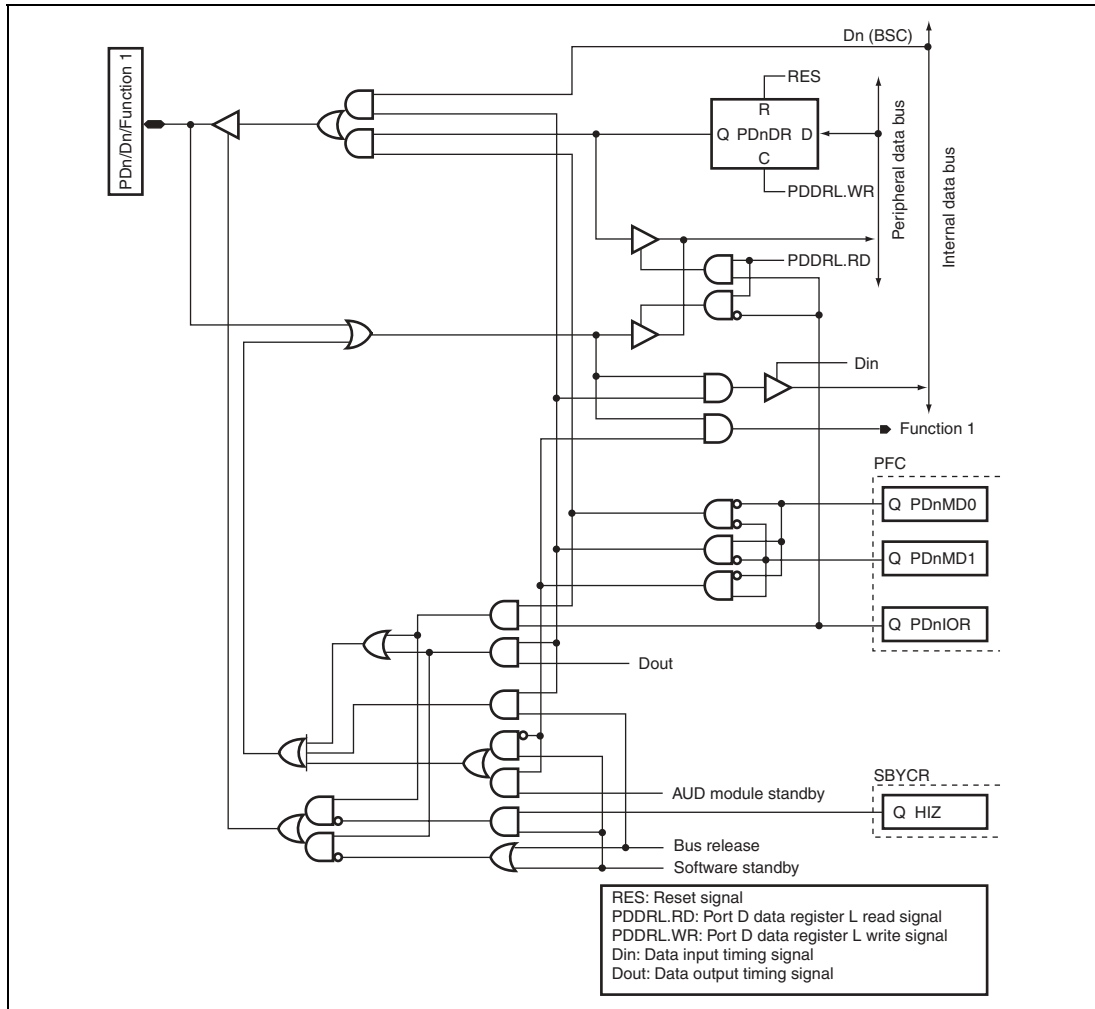 PDn/Dn/Function 1
Dn (BSC)
RES
R
Q PDnDR D
C
PDDRL.WR
Peripheral data bus
Internal data bus
PDDRL.RD
Din
Function 1
PFC
Q PDnMD0
Q PDnMD1
Q PDnIOR
Dout
SBYCR
AUD module standby
Q HIZ
Bus release
Software standby
RES: Reset signal
PDDRL.RD: Port D data register L read signal
PDDRL.WR: Port D data register L write signal
Din: Data input timing signal
Dout: Data output timing signal